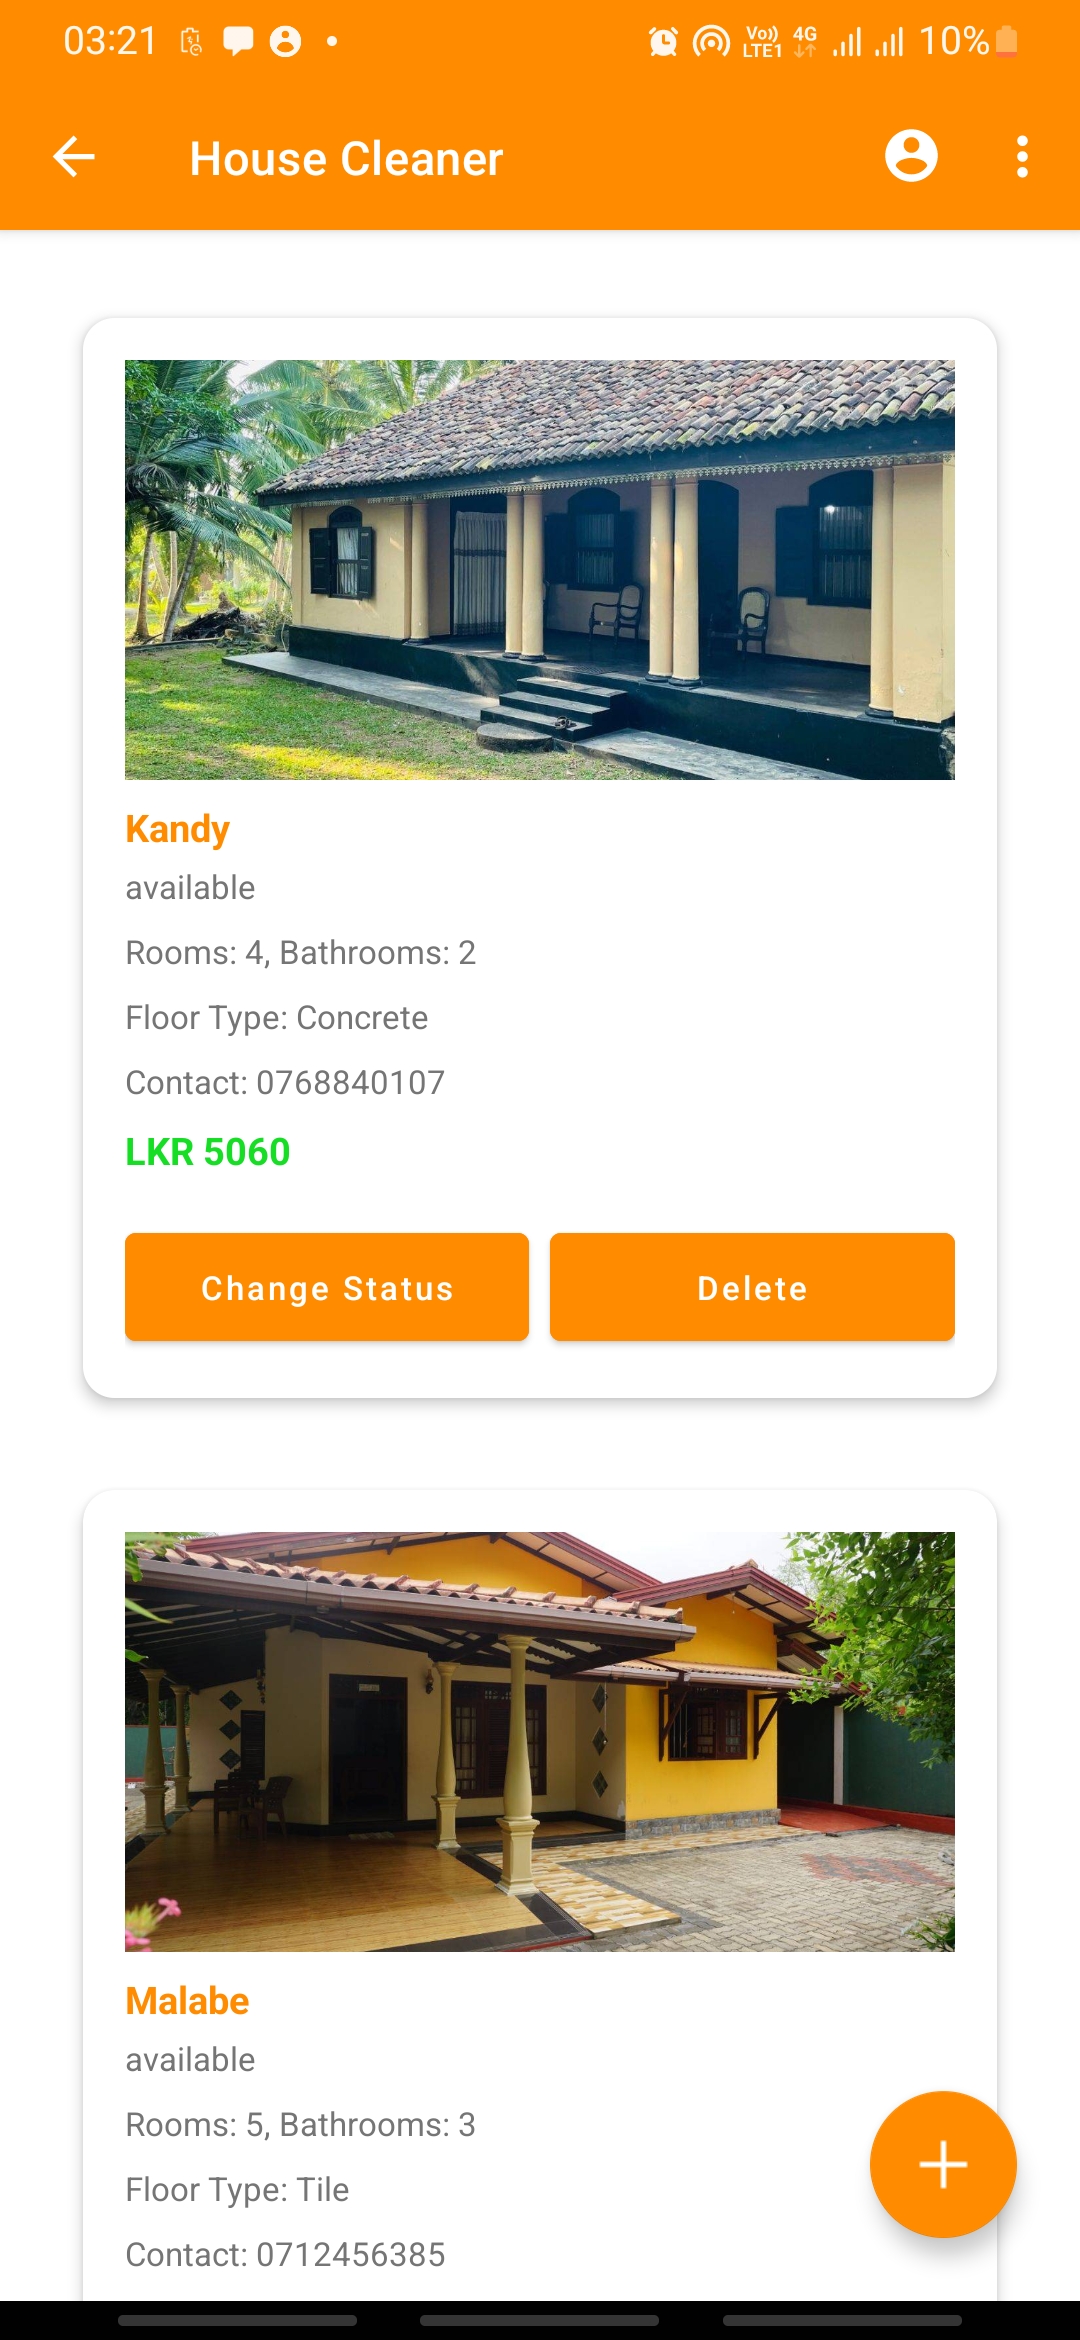 03:21
Vo)) LTE1 4G 10%
House Cleaner
Kandy
available
Rooms: 4, Bathrooms: 2
Floor Type: Concrete
Contact: 0768840107
LKR 5060
Change Status
Delete
Malabe
available
Rooms: 5, Bathrooms: 3
Floor Type: Tile
Contact: 0712456385